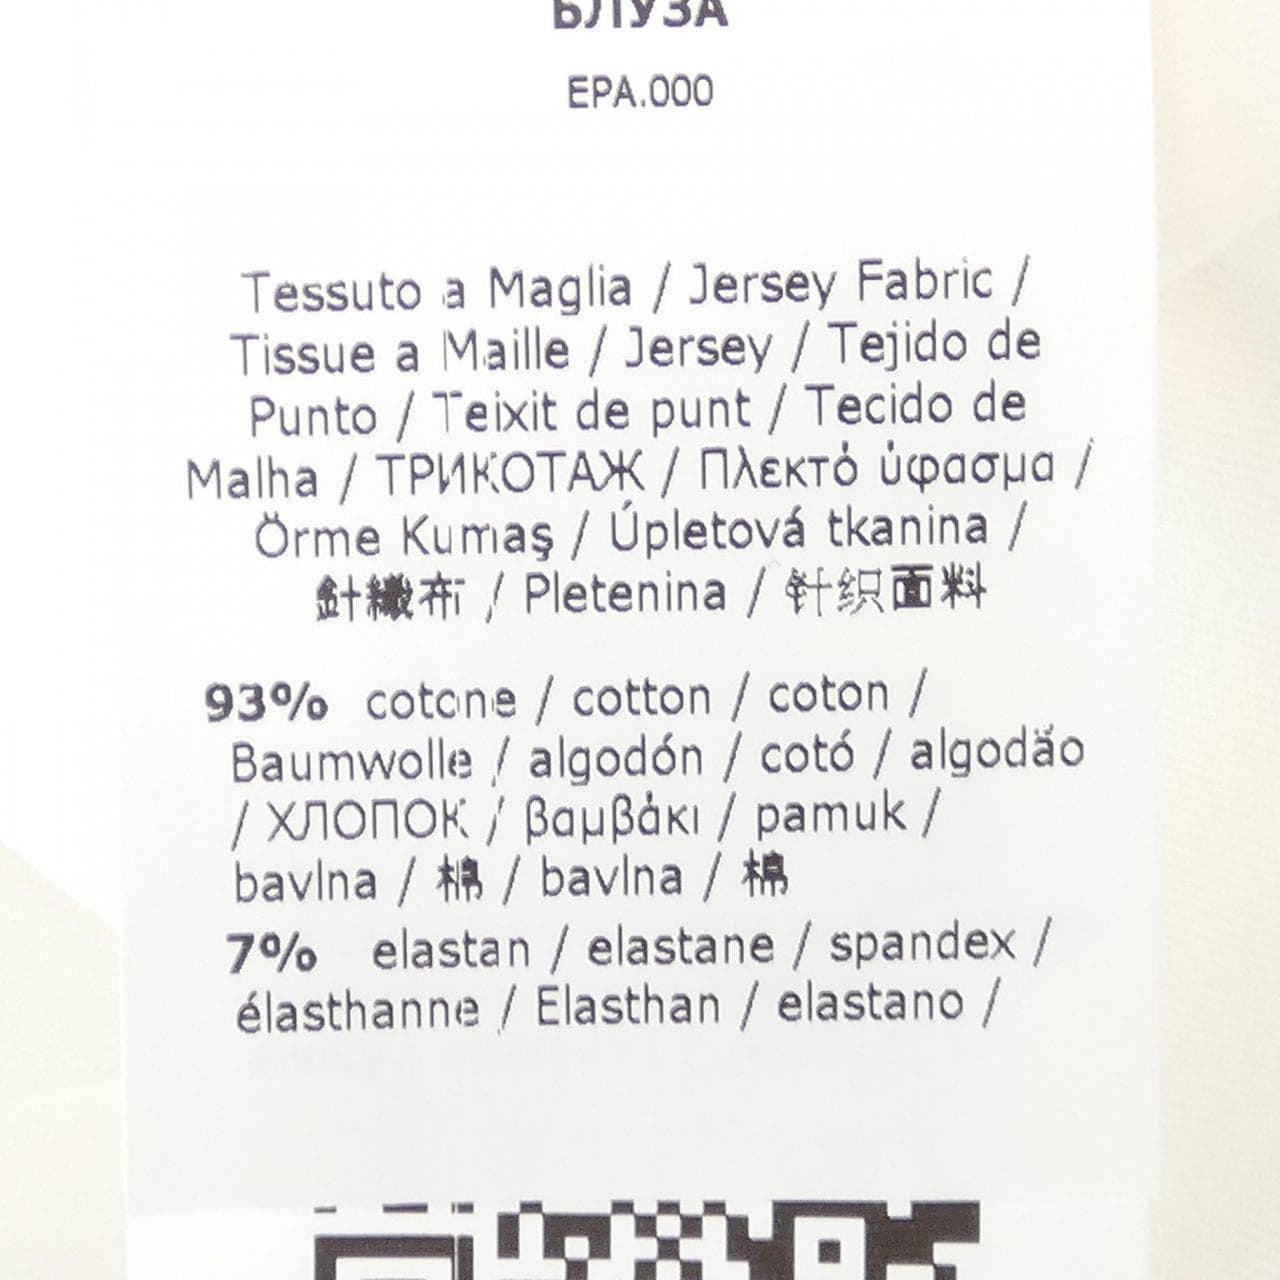 БЛУЗА
EPA.000
Tessuto a Maglia / Jersey Fabric /
Tissue a Maille / Jersey / Tejido de
Punto / Teixit de punt / Tecido de
Malha / ТРИКОТАЖ / Πλεκτό ύφασμα /
Örme Kumaş / Úpletová tkanina /
針織布 / Pletenina / 针织面料
93% cotone / cotton / coton /
Baumwolle / algodón / cotó / algodão
/ ХЛОПОК / βαμβάκι / pamuk /
bavlna / 棉 / bavlna / 棉
7% elastan / elastane / spandex /
élasthanne / Elasthan / elastano /